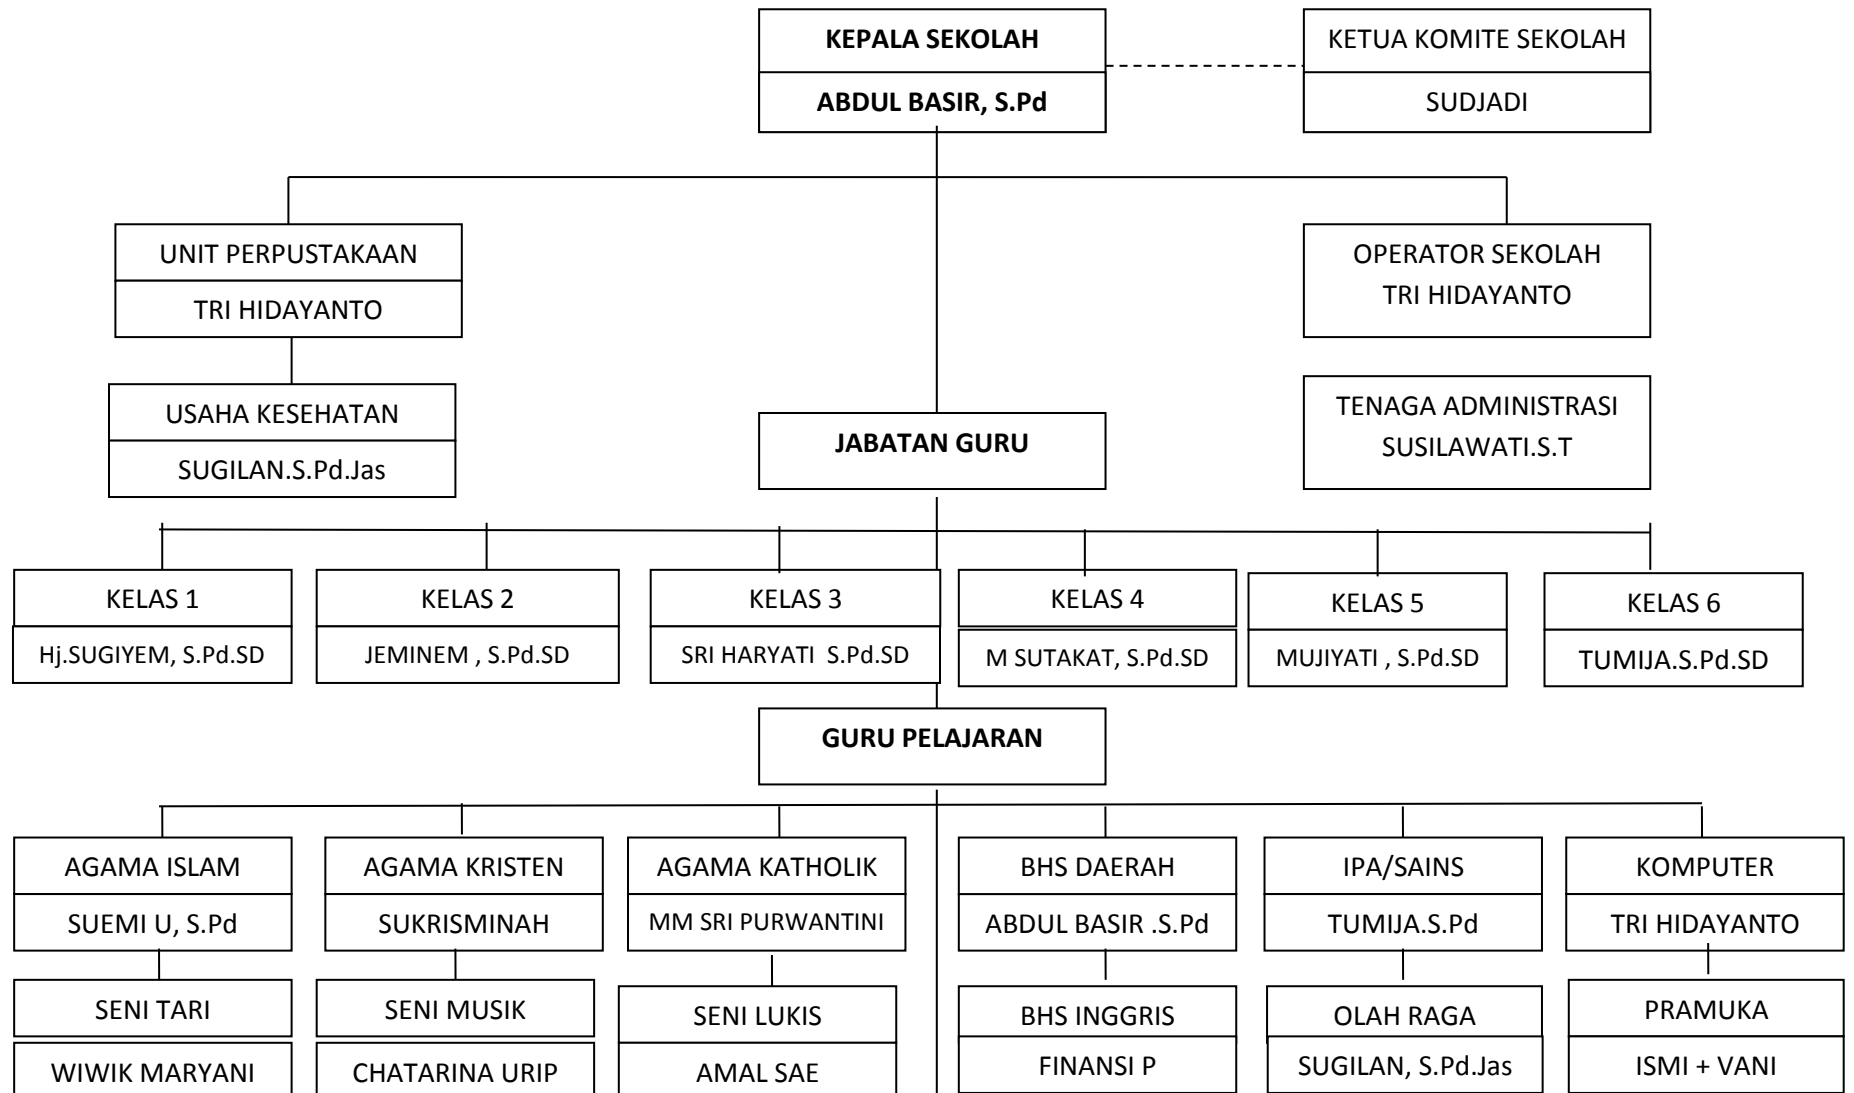 KEPALA SEKOLAH
ABDUL BASIR, S.Pd
KETUA KOMITE SEKOLAH
SUDJADI
UNIT PERPUSTAKAAN
TRI HIDAYANTO
OPERATOR SEKOLAH
TRI HIDAYANTO
USAHA KESEHATAN
SUGILAN.S.Pd.Jas
JABATAN GURU
TENAGA ADMINISTRASI
SUSILAWATI.S.T
KELAS 1
Hj.SUGIYEM, S.Pd.SD
KELAS 2
JEMINEM , S.Pd.SD
KELAS 3
SRI HARYATI  S.Pd.SD
KELAS 4
M SUTAKAT, S.Pd.SD
KELAS 5
MUJIYATI , S.Pd.SD
KELAS 6
TUMIJA.S.Pd.SD
GURU PELAJARAN
AGAMA ISLAM
SUEMI U, S.Pd
AGAMA KRISTEN
SUKRISMINAH
AGAMA KATHOLIK
MM SRI PURWANTINI
BHS DAERAH
ABDUL BASIR .S.Pd
IPA/SAINS
TUMIJA.S.Pd
KOMPUTER
TRI HIDAYANTO
SENI TARI
WIWIK MARYANI
SENI MUSIK
CHATARINA URIP
SENI LUKIS
AMAL SAE
BHS INGGRIS
FINANSI P
OLAH RAGA
SUGILAN, S.Pd.Jas
PRAMUKA
ISMI + VANI